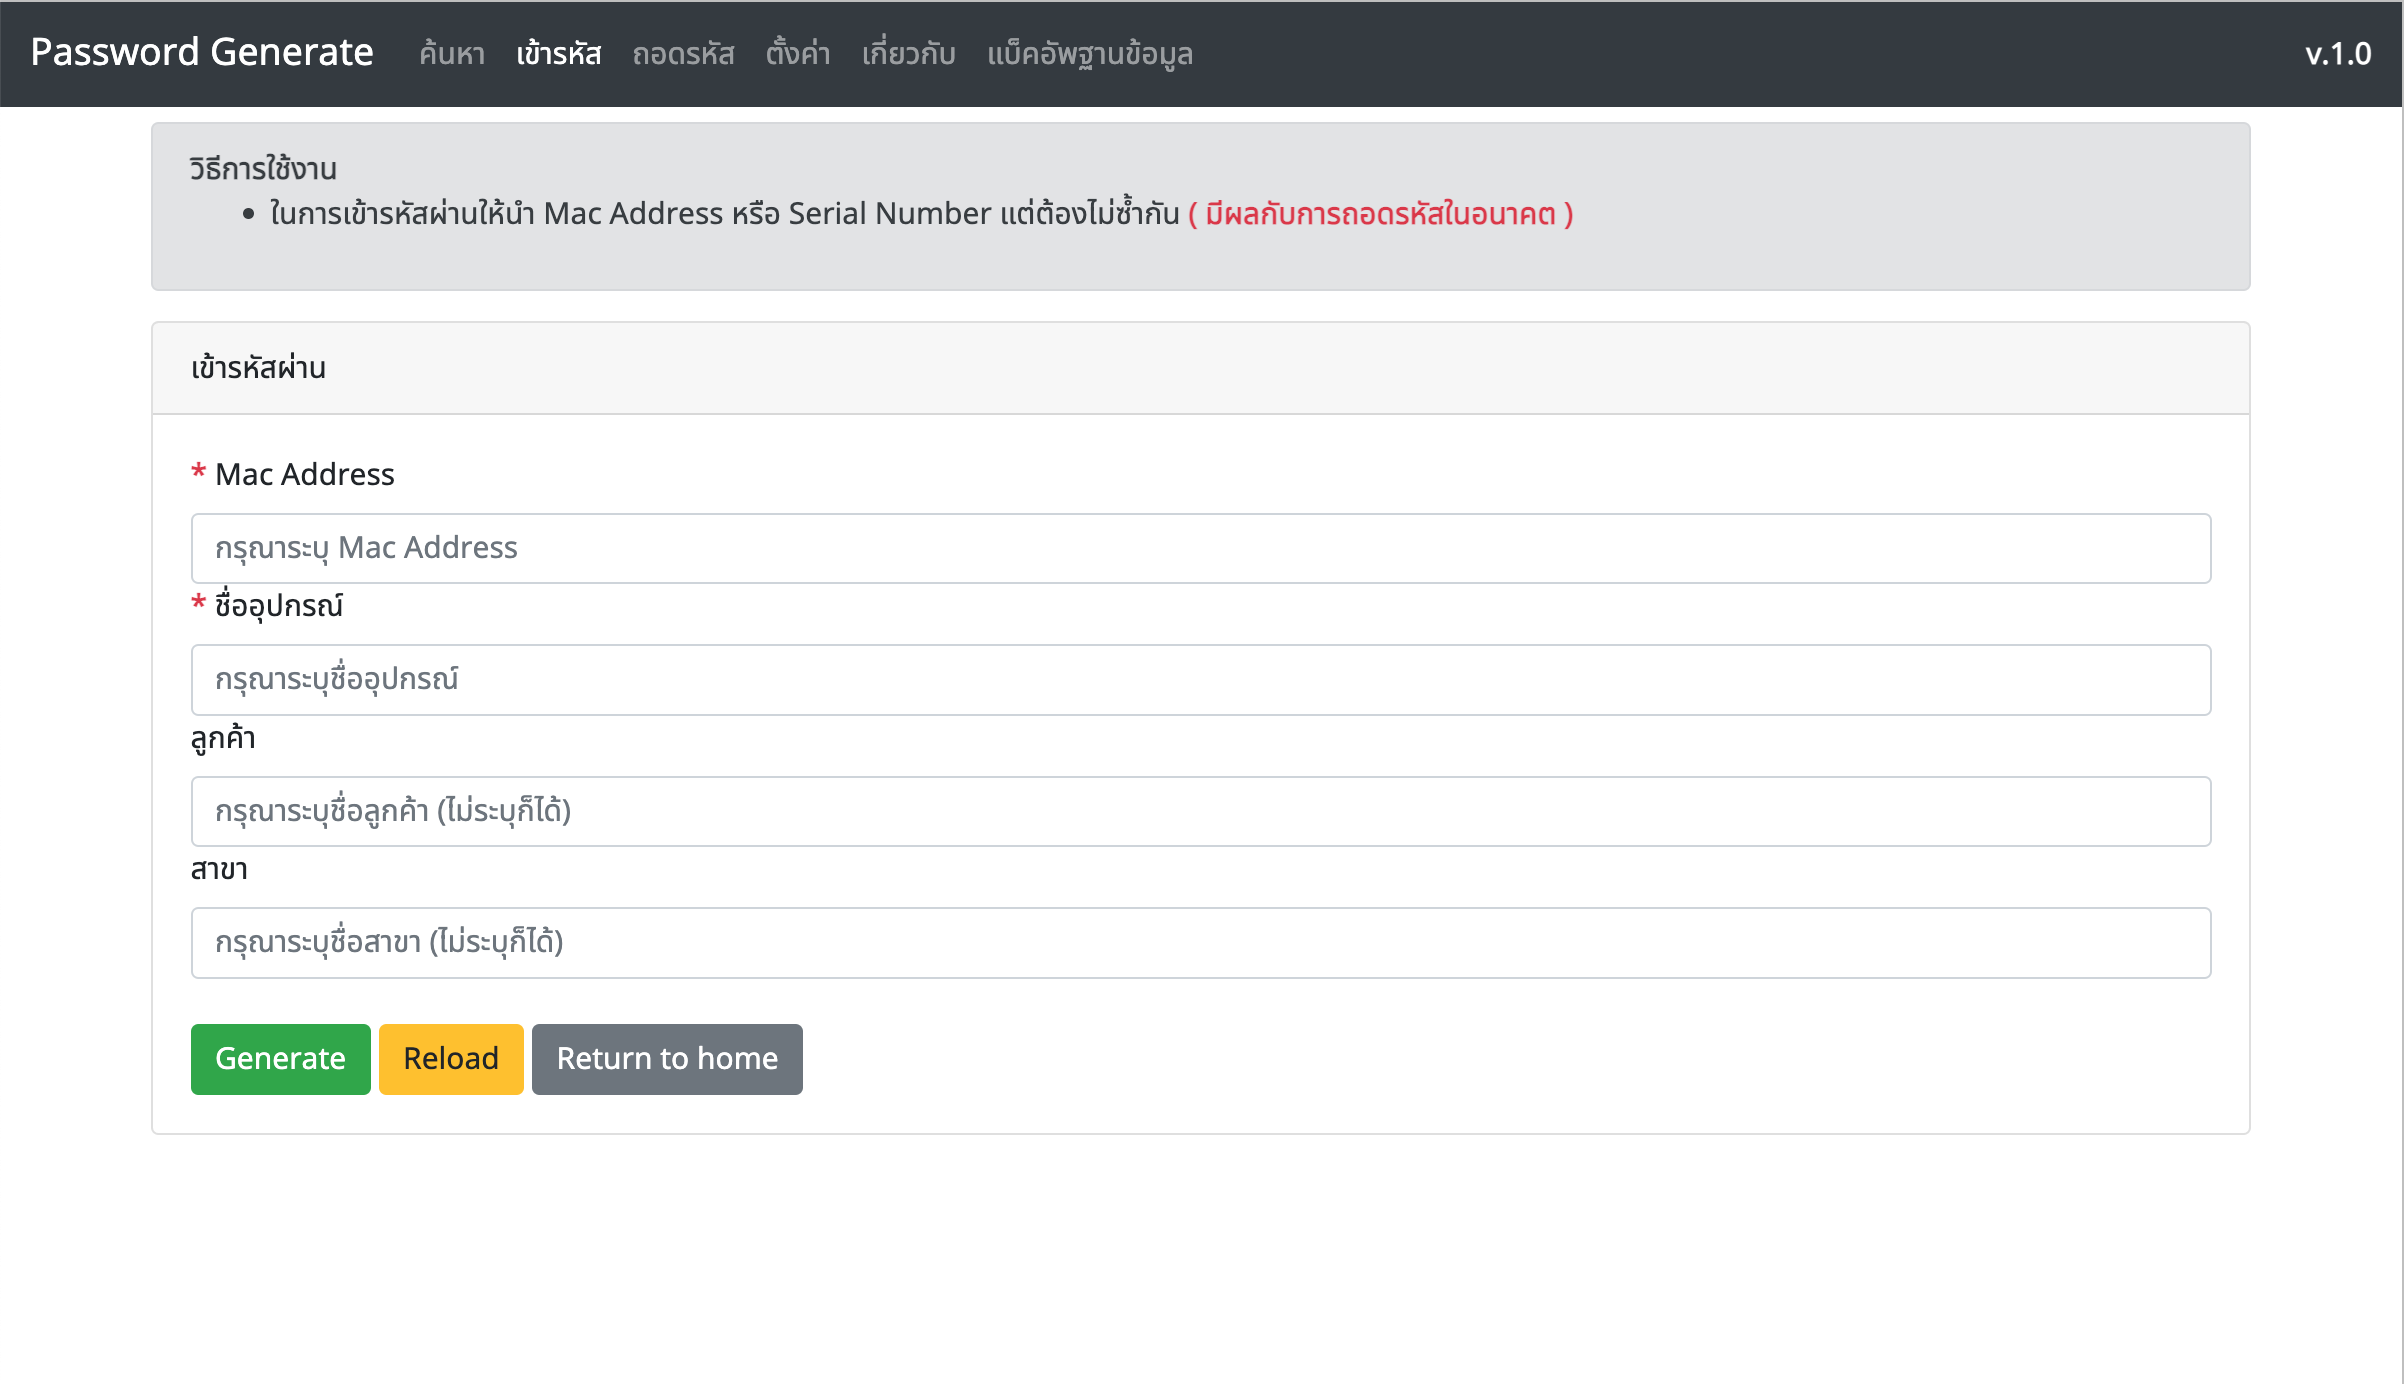 Password Generate ค้นหา เข้ารหัส ถอดรหัส ตั้งค่า เกี่ยวกับ แบ็คอัพฐานข้อมูล v.1.0
วิธีการใช้งาน
• ในการเข้ารหัสผ่านให้นำ Mac Address หรือ Serial Number แต่ต้องไม่ซ้ำกัน ( มีผลกับการถอดรหัสในอนาคต )
เข้ารหัสผ่าน
* Mac Address
กรุณาระบุ Mac Address
* ชื่ออุปกรณ์
กรุณาระบุชื่ออุปกรณ์
ลูกค้า
กรุณาระบุชื่อลูกค้า (ไม่ระบุก็ได้)
สาขา
กรุณาระบุชื่อสาขา (ไม่ระบุก็ได้)
Generate Reload Return to home